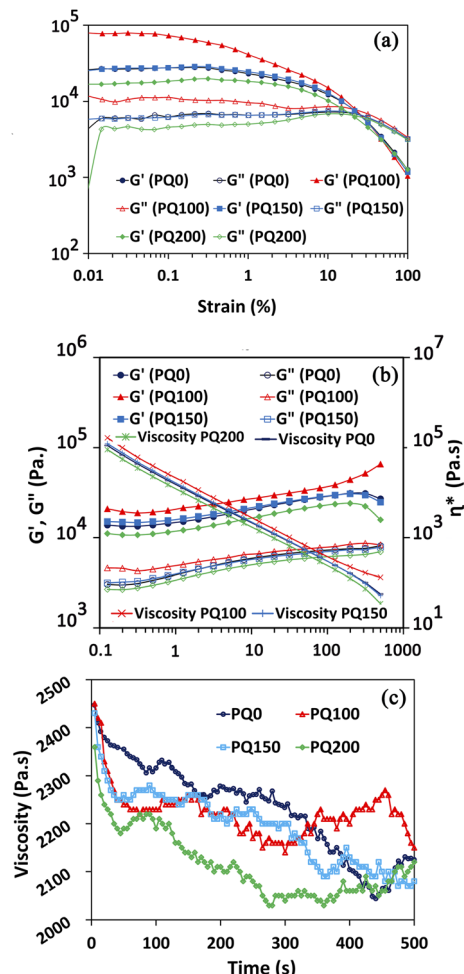 10⁵
(a)
10⁴
10³
G' (PQ0) G" (PQ0) G' (PQ100)
G" (PQ100) G' (PQ150) G" (PQ150)
G' (PQ200) G" (PQ200)
10²
0.01 0.1 1 10 100
Strain (%)
10⁶ 10⁷
(b)
G' (PQ0) G" (PQ0)
G' (PQ100) G" (PQ100)
G' (PQ150) G" (PQ150)
Viscosity PQ200 Viscosity PQ0
10⁵ 10⁵
G', G" (Pa.)
η* (Pa.s)
10⁴ 10³
Viscosity PQ100 Viscosity PQ150
10³ 10¹
0.1 1 10 100 1000
2500
(c)
PQ0 PQ100
PQ150 PQ200
2400
2300
Viscosity (Pa.s)
2200
2100
2000
0 100 200 300 400 500
Time (s)